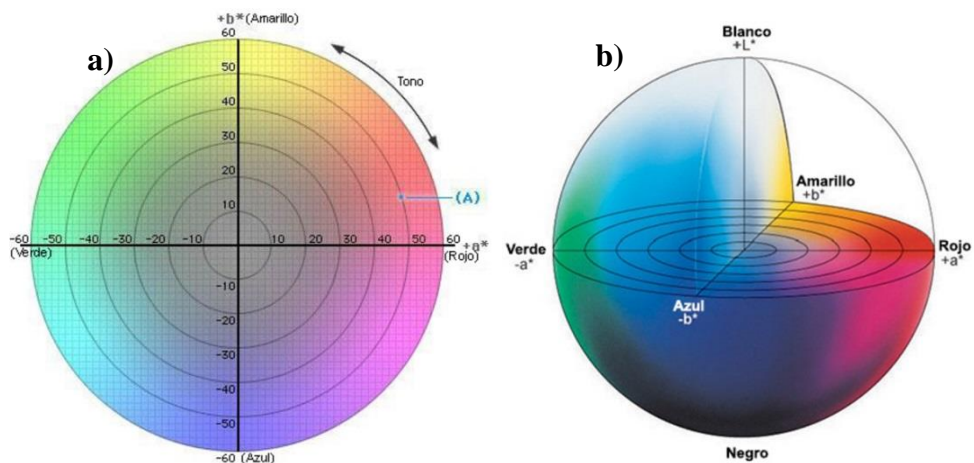 a)
+b*(Amarillo)
60
50
40
30
20
10
Tono
(A)
-60 -50 -40 -30 -20 -10
10 20 30 40 50 60
(Verde)
+a*
(Rojo)
-10
-20
-30
-40
-50
-60 (Azul)
b)
Blanco
+L*
Amarillo
+b*
Verde
-a*
Rojo
+a*
Azul
-b*
Negro